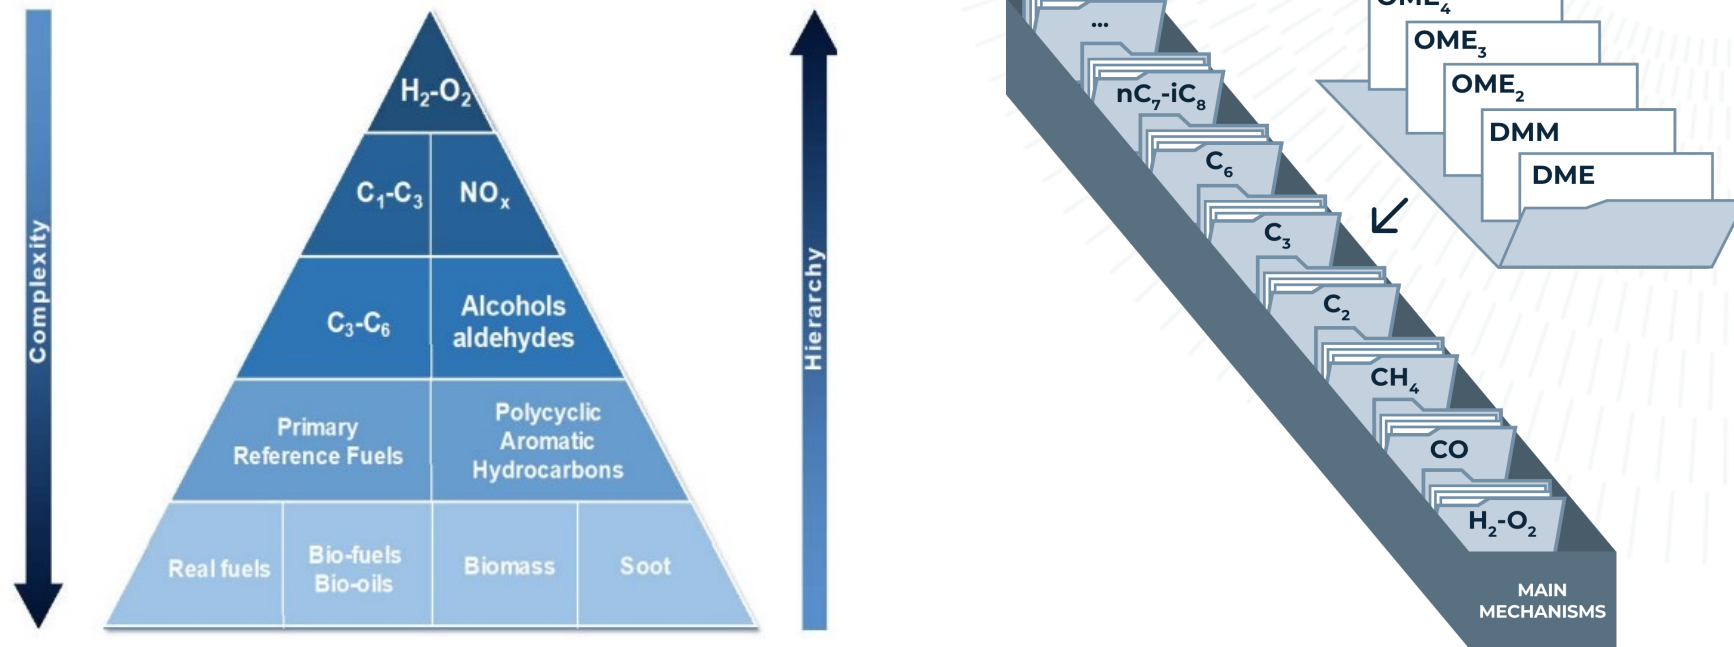 Complexity
H₂-O₂
C₁-C₃
NOₓ
C₃-C₆
Alcohols
aldehydes
Primary
Reference Fuels
Polycyclic
Aromatic
Hydrocarbons
Real fuels
Bio-fuels
Bio-oils
Biomass
Soot
Hierarchy
...
nC₇-iC₈
C₆
C₃
C₂
CH₄
CO
H₂-O₂
MAIN
MECHANISMS
OME₄
OME₃
OME₂
DMM
DME